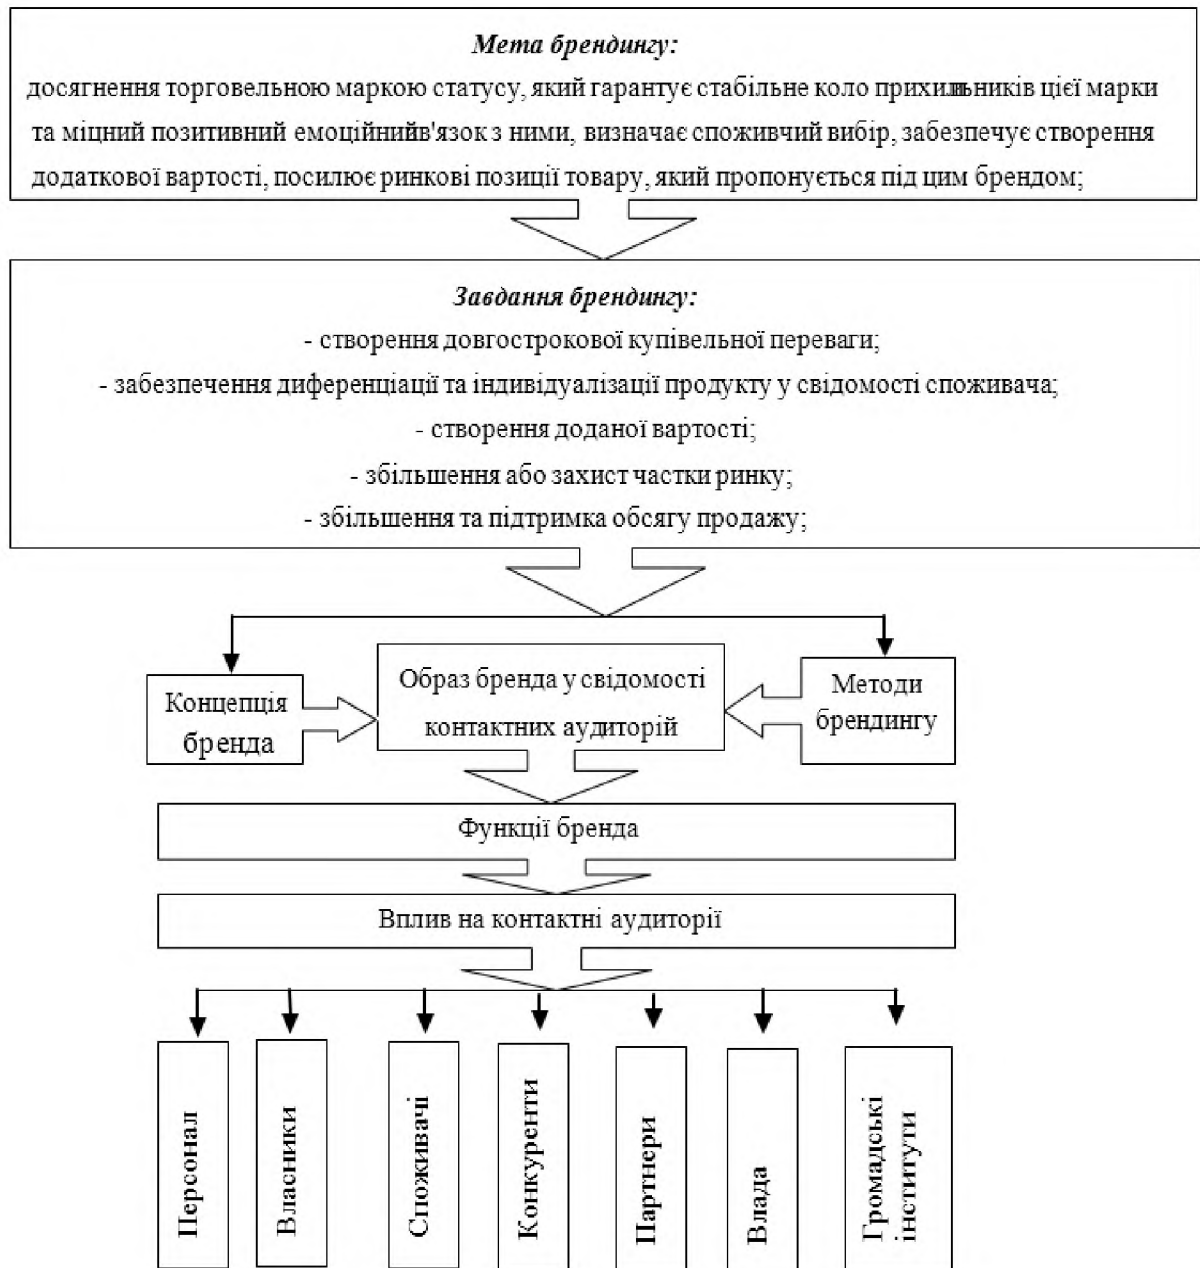 Мета брендингу:
досягнення торговельною маркою статусу, який гарантує стабільне коло прихильників цієї марки
та міцний позитивний емоційнийв'язок з ними, визначає споживчий вибір, забезпечує створення
додаткової вартості, посилює ринкові позиції товару, який пропонується під цим брендом;
Завдання брендингу:
- створення довгострокової купівельної переваги;
- забезпечення диференціації та індивідуалізації продукту у свідомості споживача;
- створення доданої вартості;
- збільшення або захист частки ринку;
- збільшення та підтримка обсягу продажу;
Концепція
бренда
Образ бренда у свідомості
контактних аудиторій
Методи
брендингу
Функції бренда
Вплив на контактні аудиторії
Персонал
Власники
Споживачі
Конкуренти
Партнери
Влада
Громадські
інститути